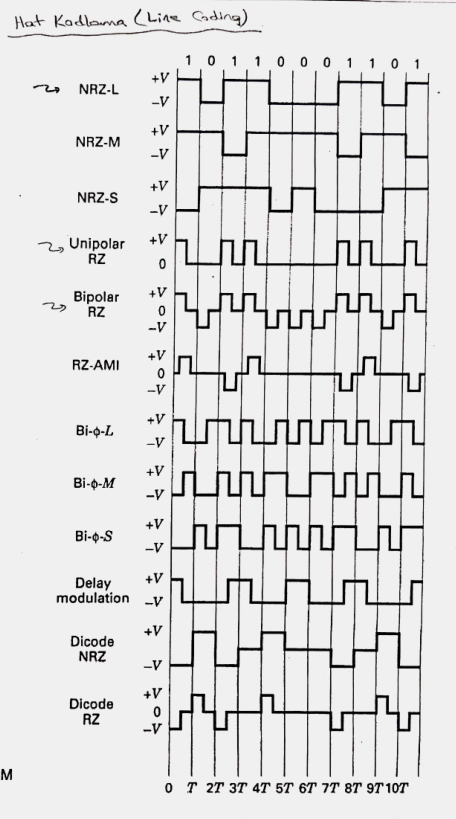 Hat Kodlama (Line Coding)
1 0 1 1 0 0 0 1 1 0 1
+V
NRZ-L
−V
+V
NRZ-M
−V
+V
NRZ-S
−V
Unipolar +V
RZ 0
Bipolar +V
RZ 0
−V
+V
RZ-AMI
0
−V
Bi-ϕ-L +V
−V
+V
Bi-ϕ-M
−V
+V
Bi-ϕ-S
−V
Delay +V
modulation −V
+V
Dicode
NRZ
−V
Dicode +V
RZ 0
−V
M
0 T 2T 3T 4T 5T 6T 7T 8T 9T 10T